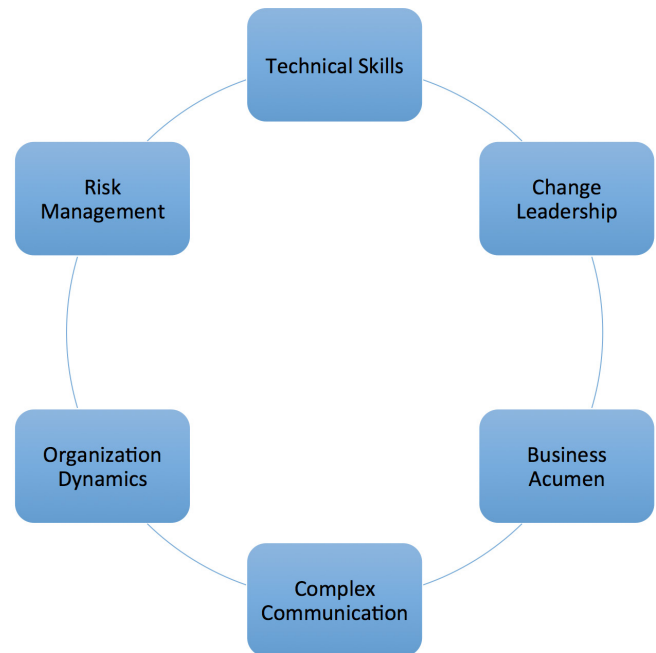 Technical Skills
Change
Leadership
Business
Acumen
Complex
Communication
Organization
Dynamics
Risk
Management